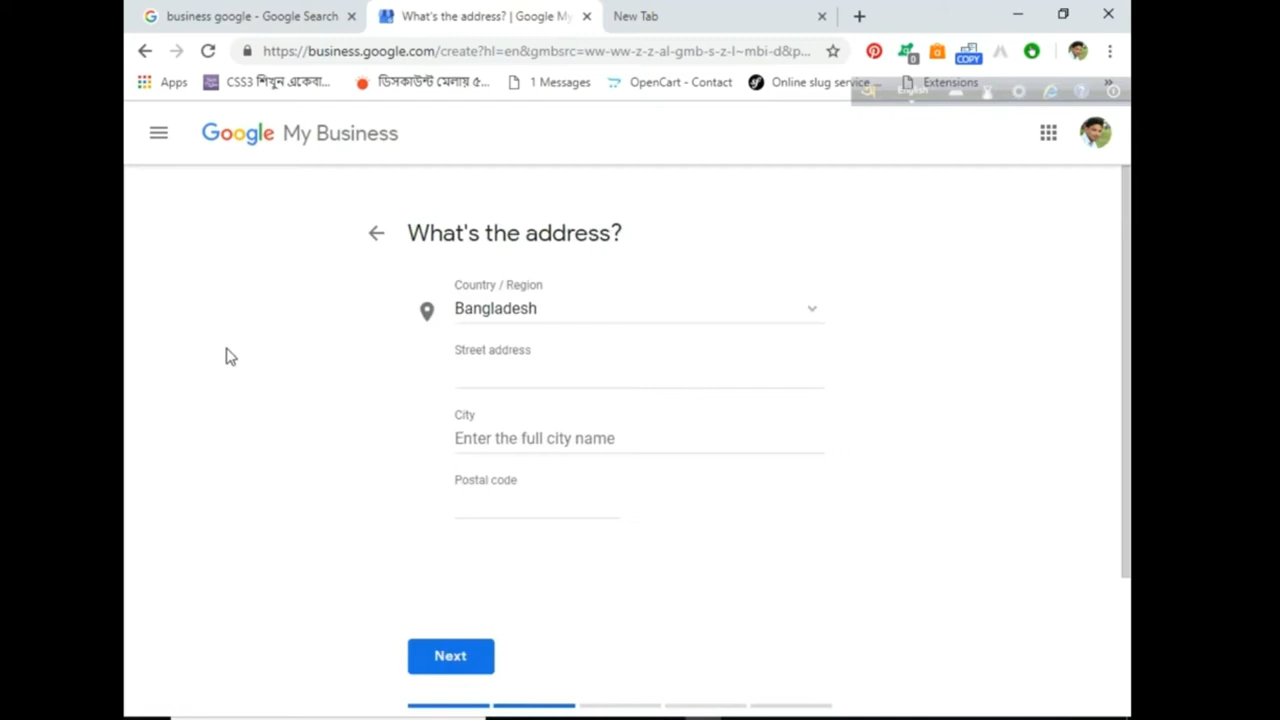 business google - Google Search
What's the address? | Google My
New Tab
https://business.google.com/create?hl=en&gmbsrc=ww-ww-z-z-al-gmb-s-z-l~mbi-d&p...
0
COPY
Apps
CSS3 শিখুন একেবা...
ডিসকাউন্ট মেলায় ৫...
1 Messages
OpenCart - Contact
Online slug service ...
Extensions
»
English
Google My Business
What's the address?
Country / Region
Bangladesh
Street address
City
Enter the full city name
Postal code
Next